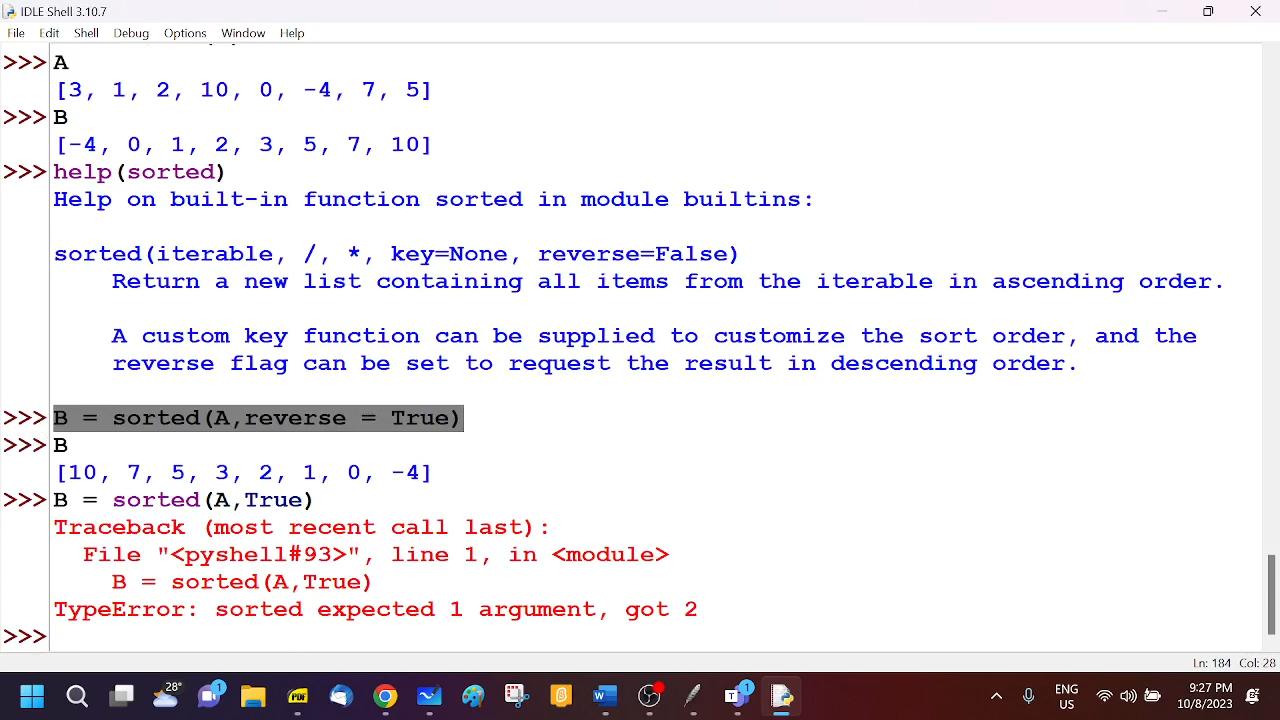 IDLE Shell 3.10.7
File Edit Shell Debug Options Window Help
>>> A
[3, 1, 2, 10, 0, -4, 7, 5]
>>> B
[-4, 0, 1, 2, 3, 5, 7, 10]
>>> help(sorted)
Help on built-in function sorted in module builtins:
sorted(iterable, /, *, key=None, reverse=False)
Return a new list containing all items from the iterable in ascending order.
A custom key function can be supplied to customize the sort order, and the
reverse flag can be set to request the result in descending order.
>>> B = sorted(A,reverse = True)
>>> B
[10, 7, 5, 3, 2, 1, 0, -4]
>>> B = sorted(A,True)
Traceback (most recent call last):
File "<pyshell#93>", line 1, in <module>
B = sorted(A,True)
TypeError: sorted expected 1 argument, got 2
>>>
Ln: 184 Col: 28
28° 1 PDF W 1 T ENG 9:27 PM
US 10/8/2023